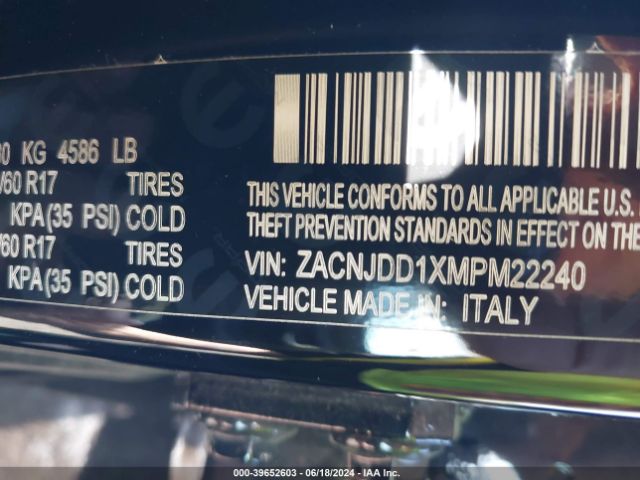 KG 4586 LB
/60 R17 TIRES
KPA(35 PSI) COLD
/60 R17 TIRES
KPA(35 PSI) COLD
THIS VEHICLE CONFORMS TO ALL APPLICABLE U.S.
THEFT PREVENTION STANDARDS IN EFFECT ON THE
VIN: ZACNJDD1XMPM22240
VEHICLE MADE IN: ITALY
000-39652603 - 06/18/2024 - IAA Inc.